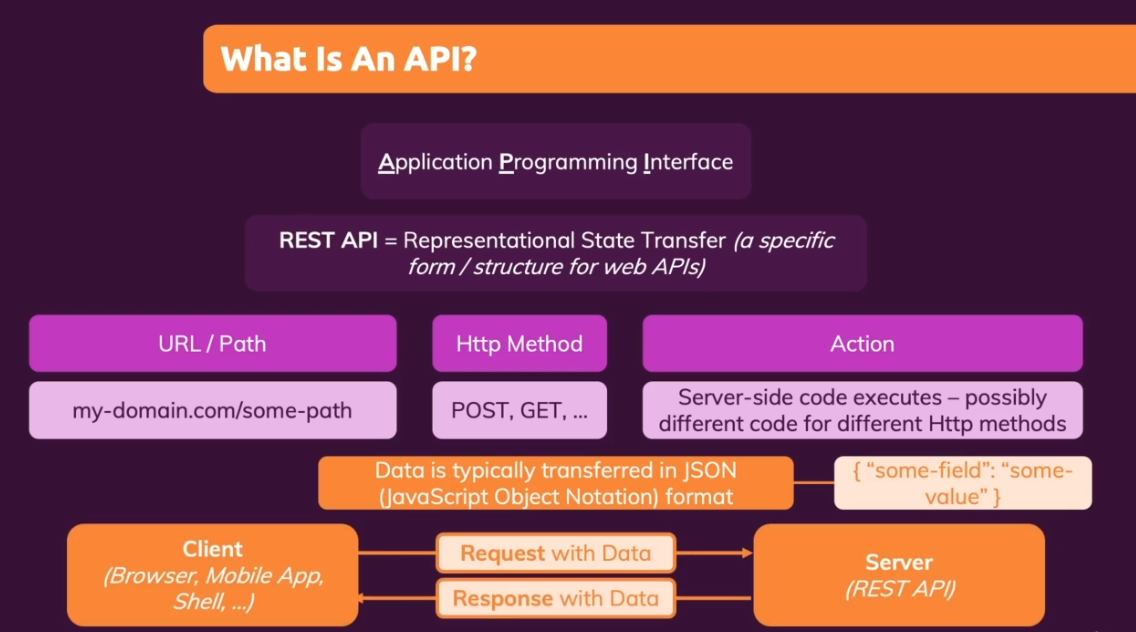 What Is An API?
Application Programming Interface
REST API = Representational State Transfer (a specific
form / structure for web APIs)
URL / Path
Http Method
Action
my-domain.com/some-path
POST, GET, ...
Server-side code executes – possibly
different code for different Http methods
Data is typically transferred in JSON
(JavaScript Object Notation) format
{ “some-field”: “some-
value” }
Client
(Browser, Mobile App,
Shell, ...)
Request with Data
Response with Data
Server
(REST API)